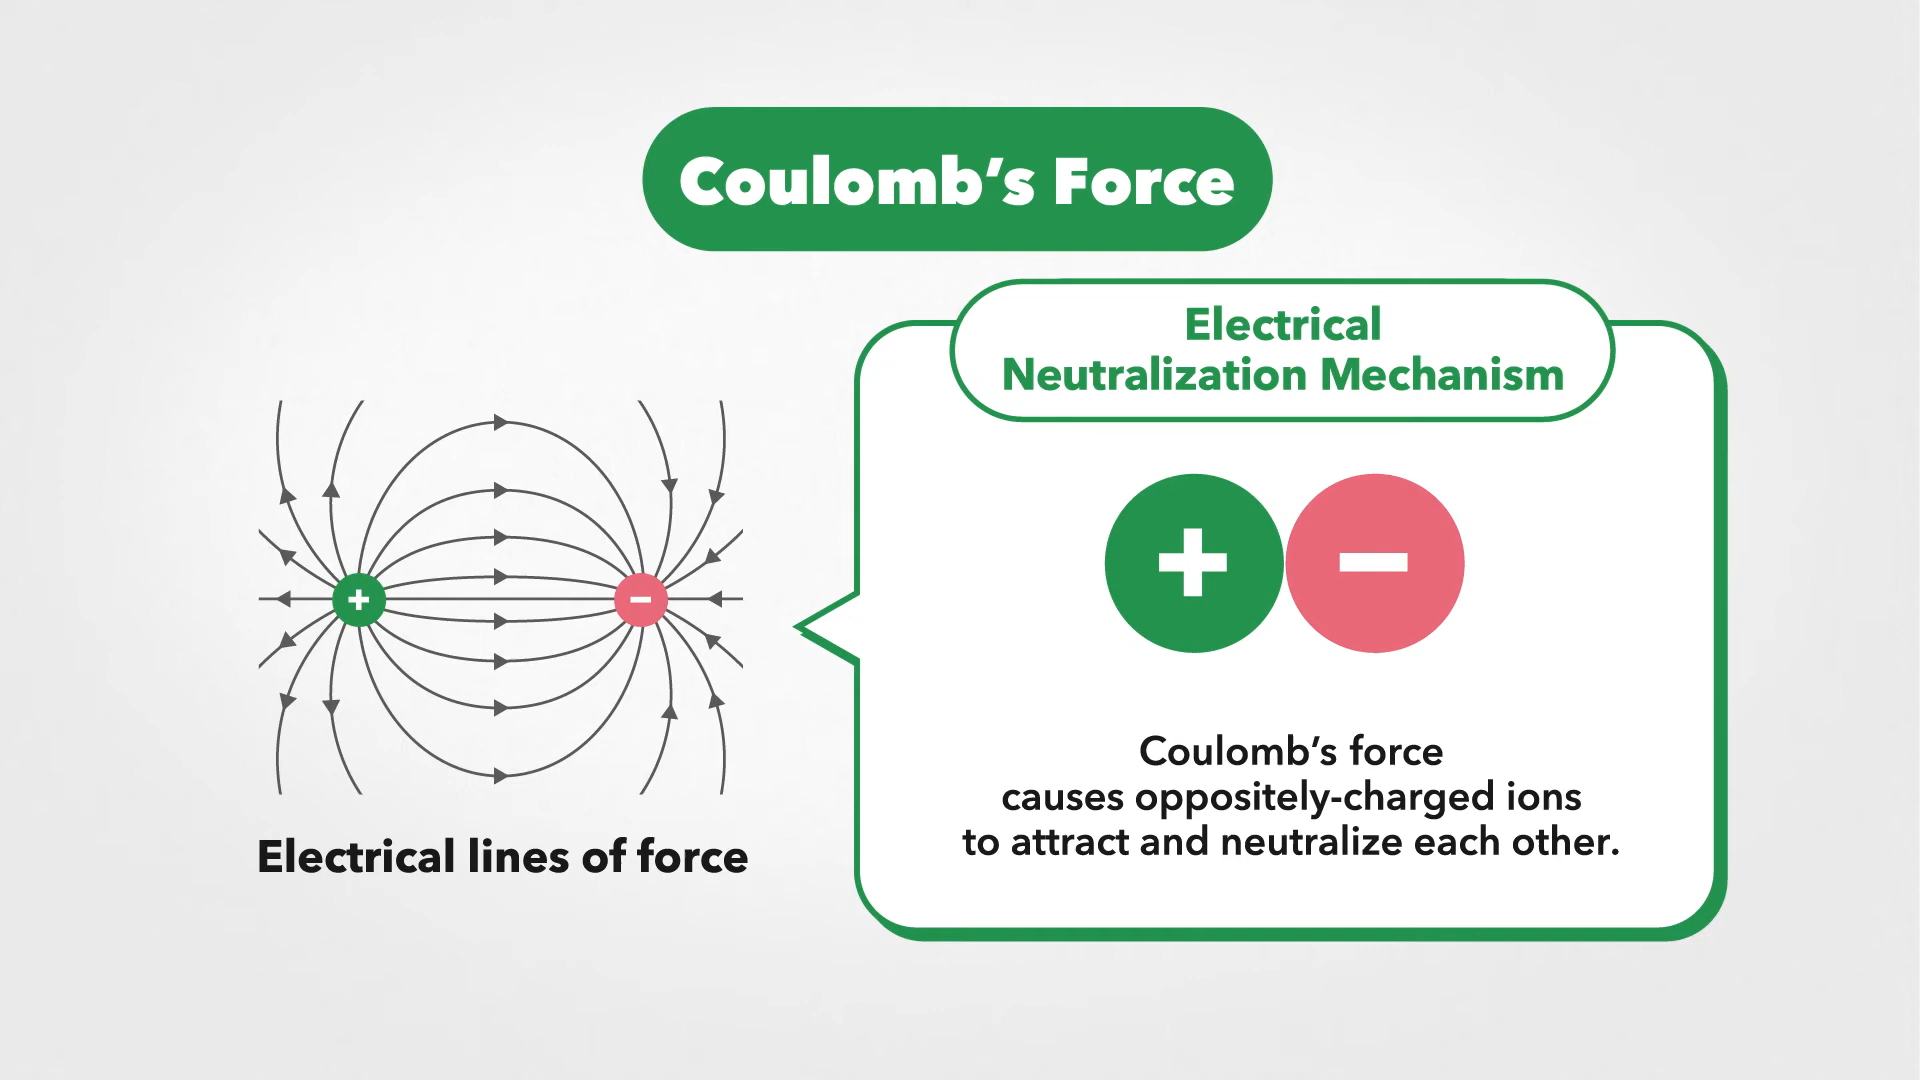 Coulomb's Force
Electrical
Neutralization Mechanism
+ −
+ −
Coulomb's force
causes oppositely-charged ions
to attract and neutralize each other.
Electrical lines of force